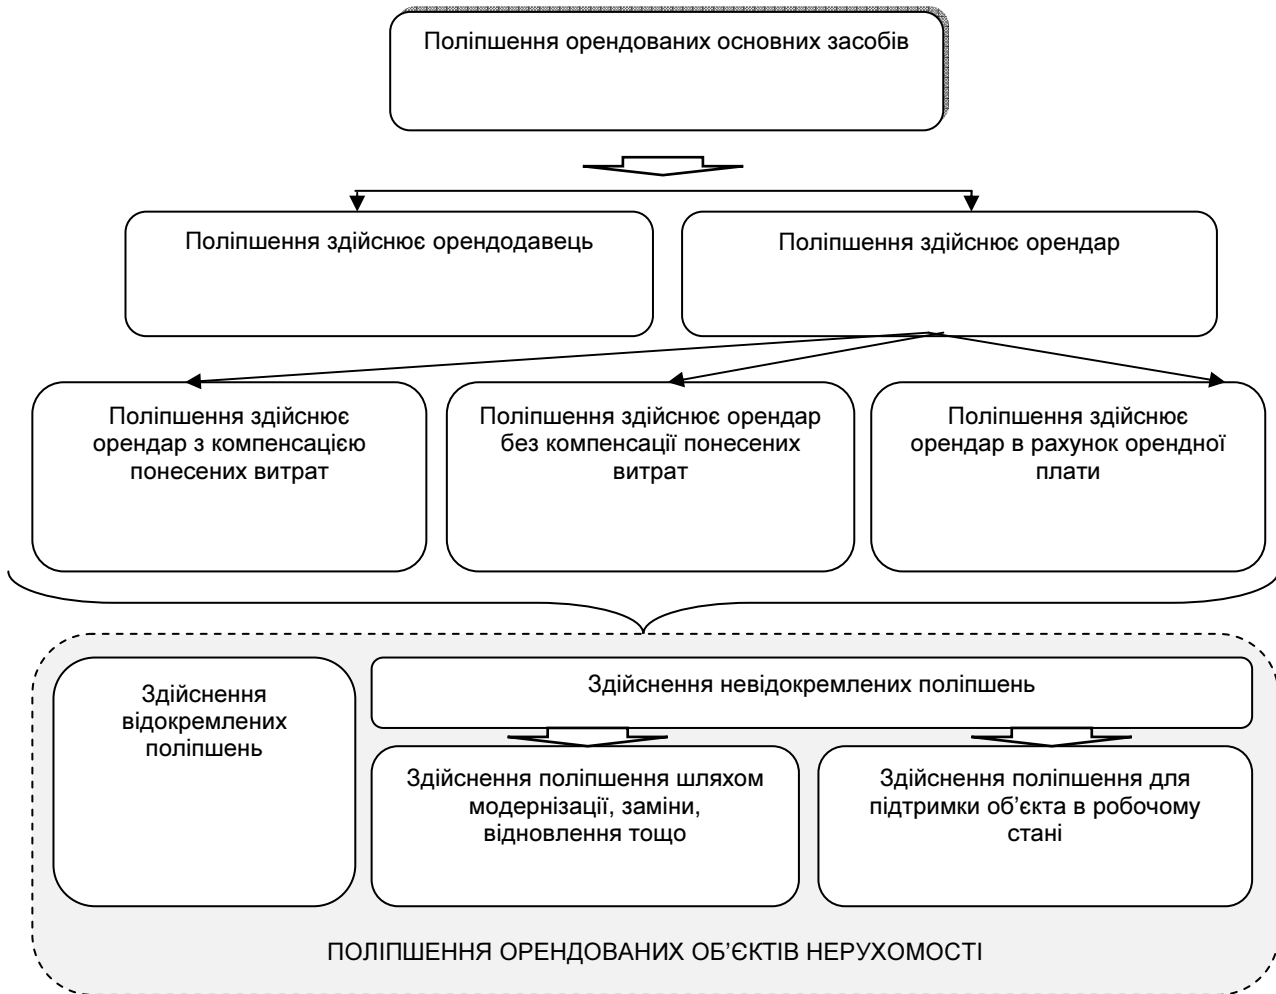 Поліпшення орендованих основних засобів
Поліпшення здійснює орендодавець
Поліпшення здійснює орендар
Поліпшення здійснює
орендар з компенсацією
понесених витрат
Поліпшення здійснює орендар
без компенсації понесених
витрат
Поліпшення здійснює
орендар в рахунок орендної
плати
Здійснення
відокремлених
поліпшень
Здійснення невідокремлених поліпшень
Здійснення поліпшення шляхом
модернізації, заміни,
відновлення тощо
Здійснення поліпшення для
підтримки об’єкта в робочому
стані
ПОЛІПШЕННЯ ОРЕНДОВАНИХ ОБ’ЄКТІВ НЕРУХОМОСТІ